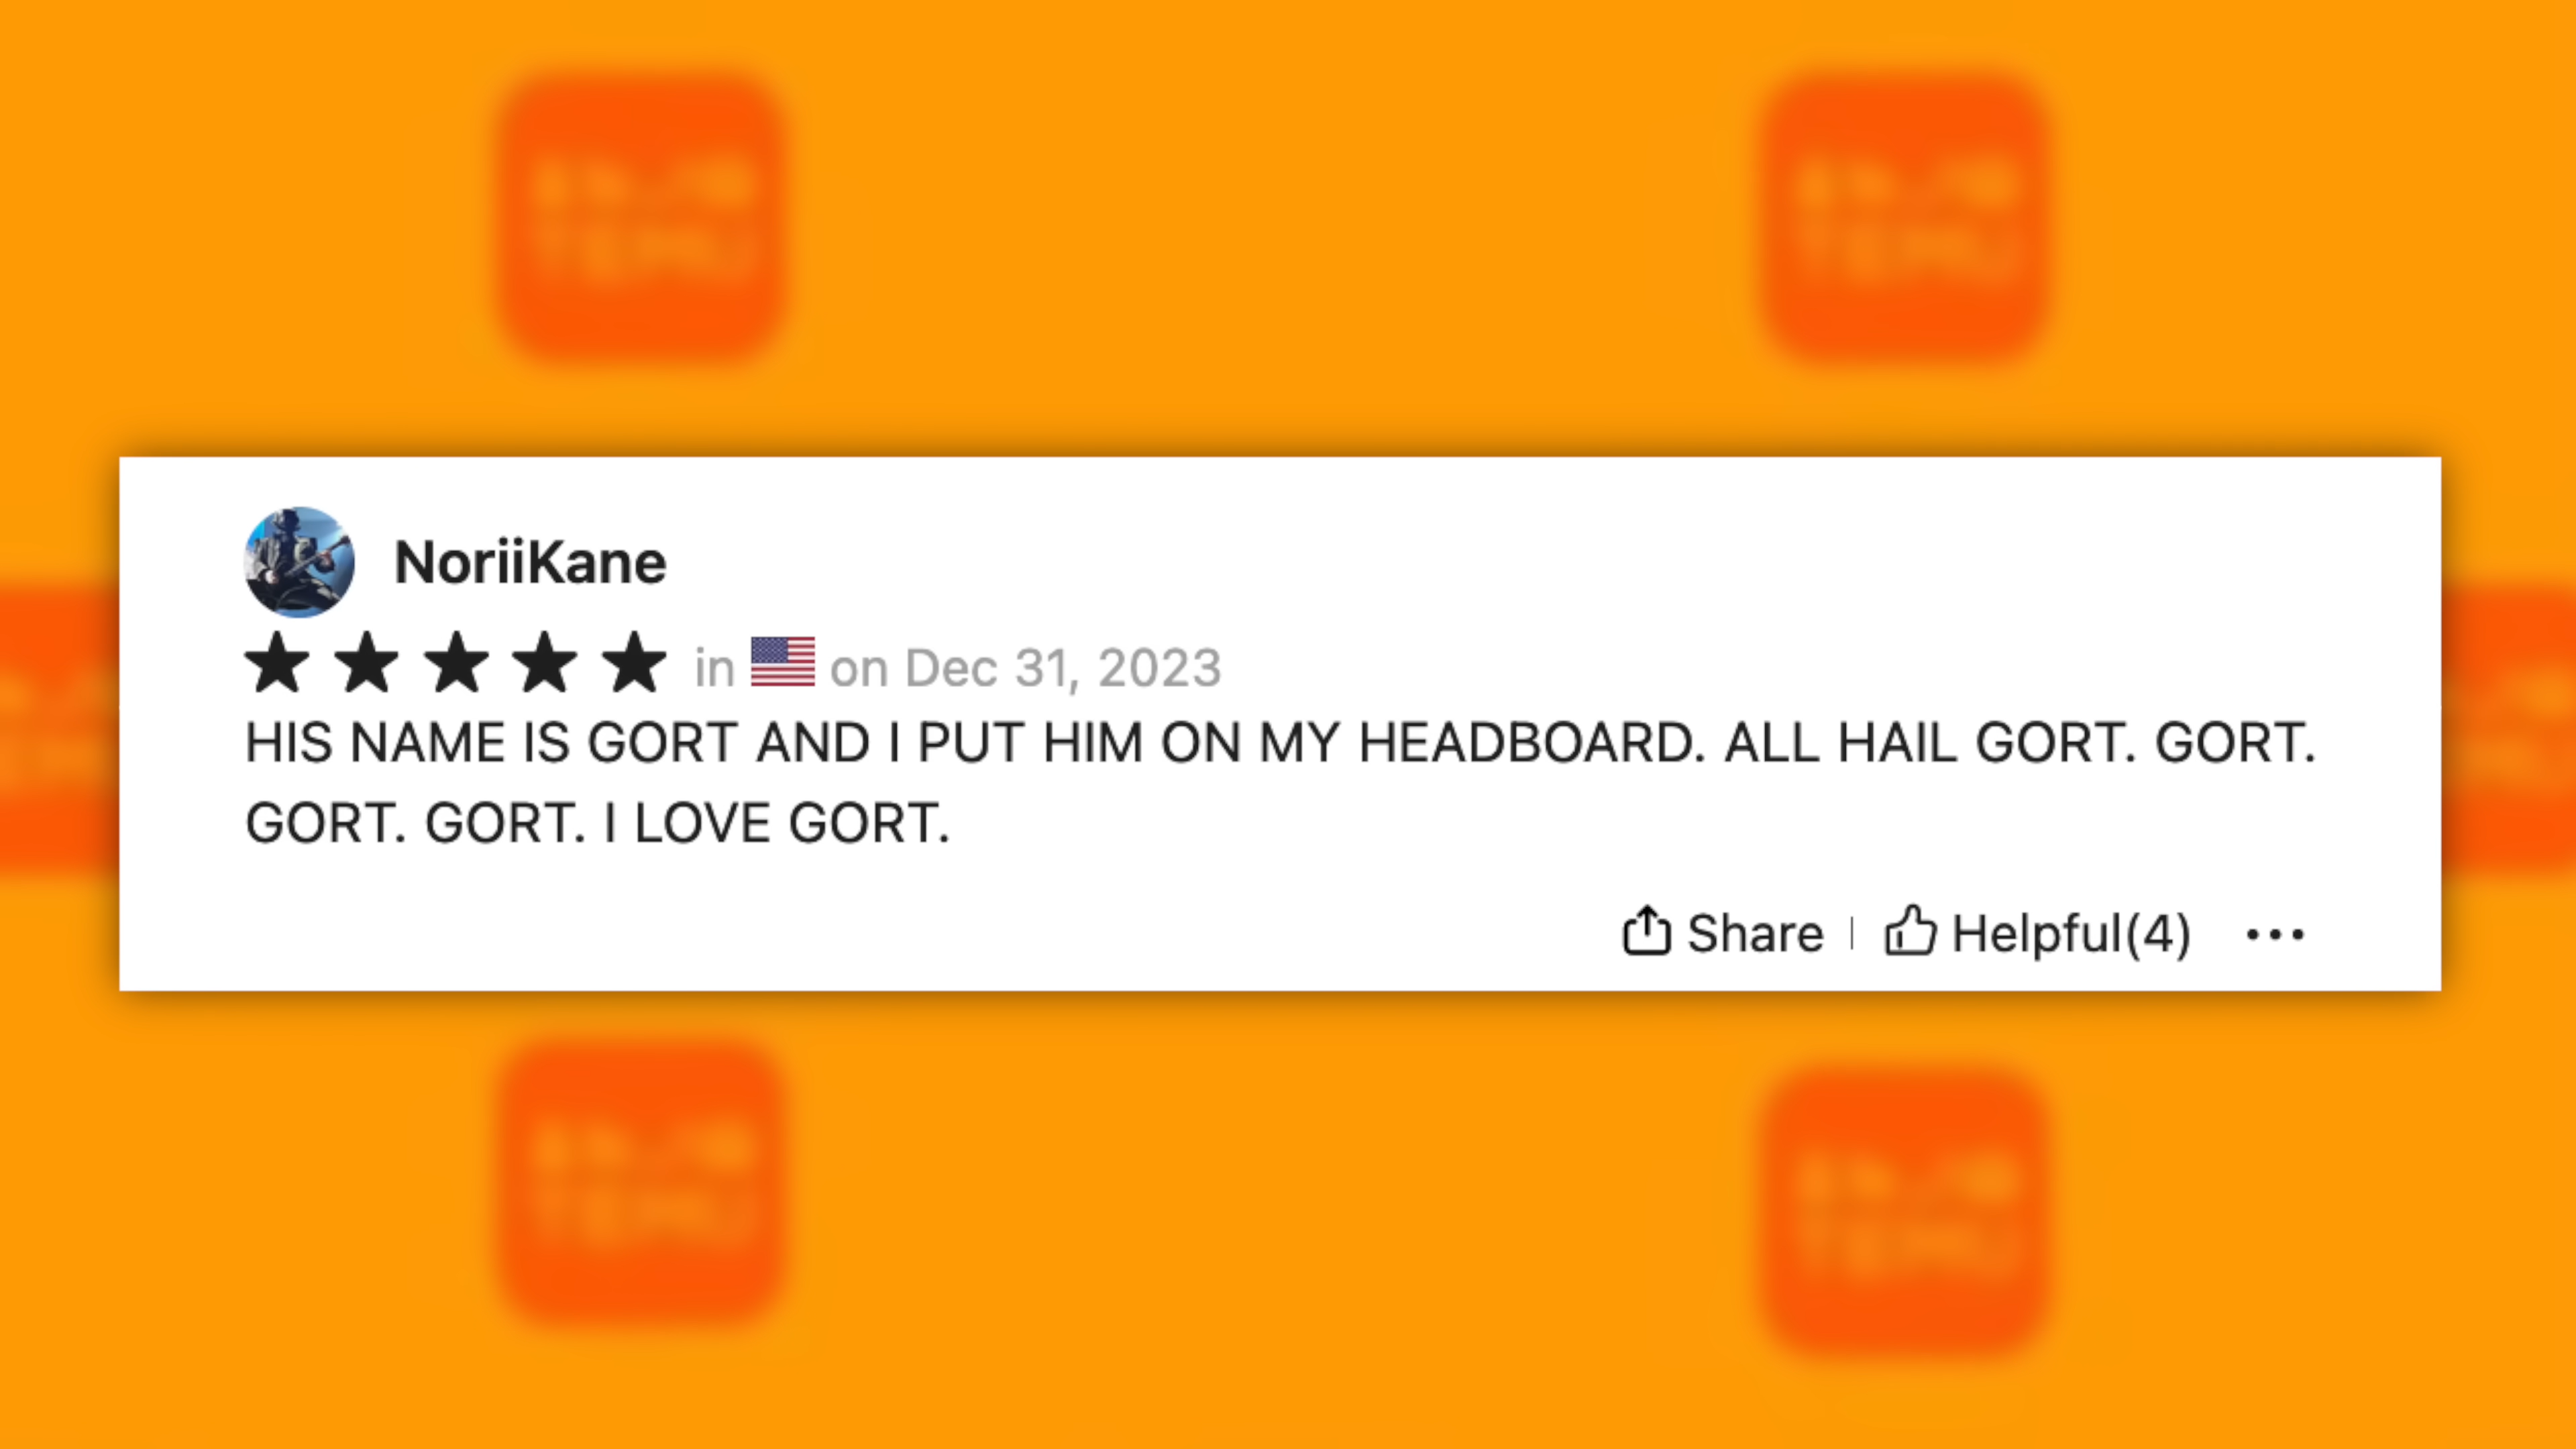 NoriiKane
in on Dec 31, 2023
HIS NAME IS GORT AND I PUT HIM ON MY HEADBOARD. ALL HAIL GORT. GORT.
GORT. GORT. I LOVE GORT.
Share Helpful(4)